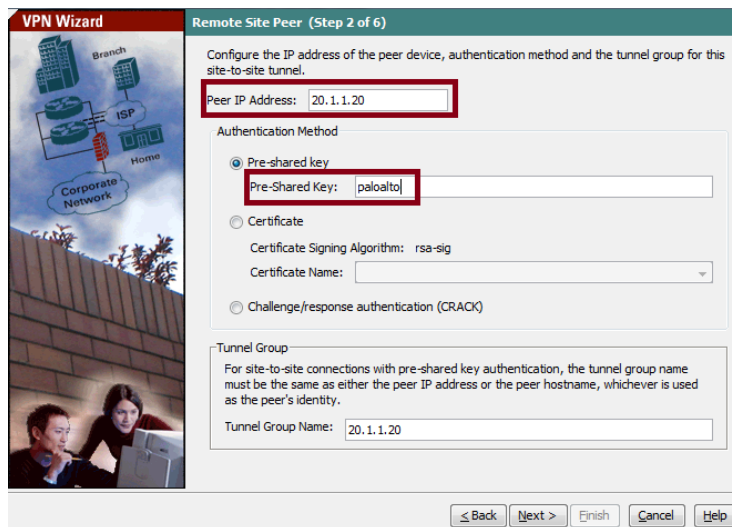 VPN Wizard
Branch
ISP
Home
Corporate
Network
Remote Site Peer (Step 2 of 6)
Configure the IP address of the peer device, authentication method and the tunnel group for this
site-to-site tunnel.
Peer IP Address: 20.1.1.20
Authentication Method
Pre-shared key
Pre-Shared Key: paloalto
Certificate
Certificate Signing Algorithm: rsa-sig
Certificate Name:
Challenge/response authentication (CRACK)
Tunnel Group
For site-to-site connections with pre-shared key authentication, the tunnel group name
must be the same as either the peer IP address or the peer hostname, whichever is used
as the peer's identity.
Tunnel Group Name: 20.1.1.20
< Back Next > Finish Cancel Help